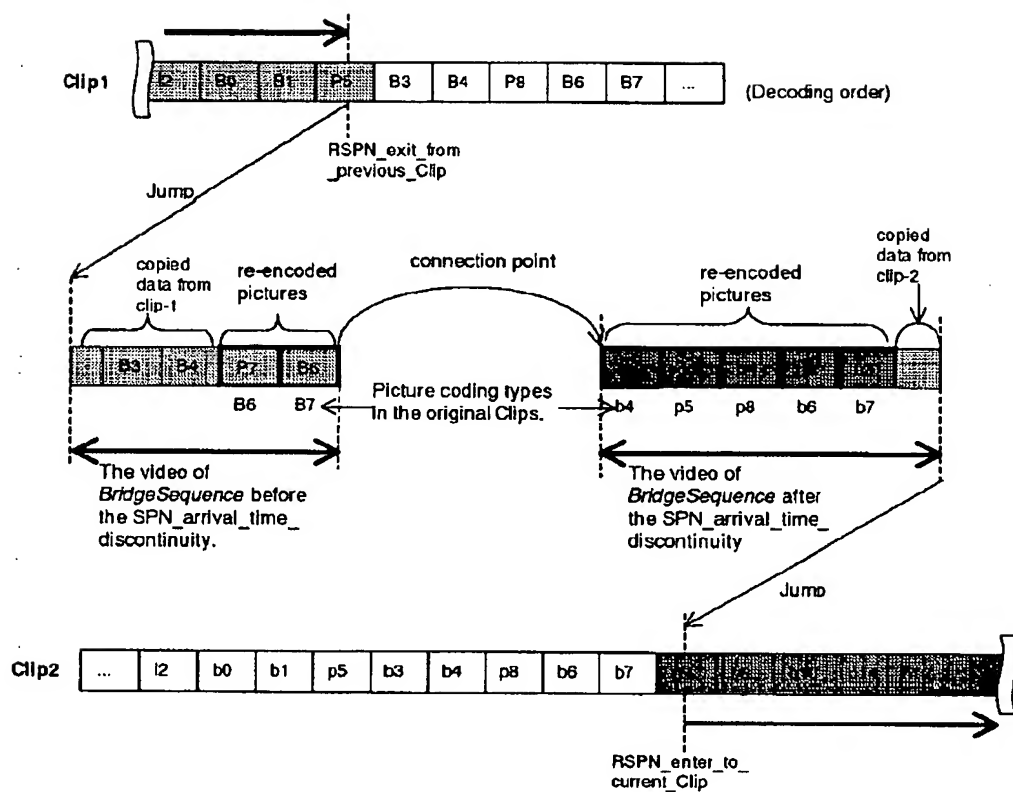 Clip1
I2 B0 B1 P5 B3 B4 P8 B6 B7 ...
(Decoding order)
RSPN_exit_from
_previous_Clip
Jump
copied
data from
clip-1
re-encoded
pictures
connection point
re-encoded
pictures
copied
data from
clip-2
B3 B4 P7 B6
B6 B7
Picture coding types
in the original Clips.
b4 p5 p8 b6 b7
The video of
BridgeSequence before
the SPN_arrival_time_
discontinuity.
The video of
BridgeSequence after
the SPN_arrival_time_
discontinuity
Jump
Clip2
... I2 b0 b1 p5 b3 b4 p8 b6 b7
RSPN_enter_to_
current_Clip